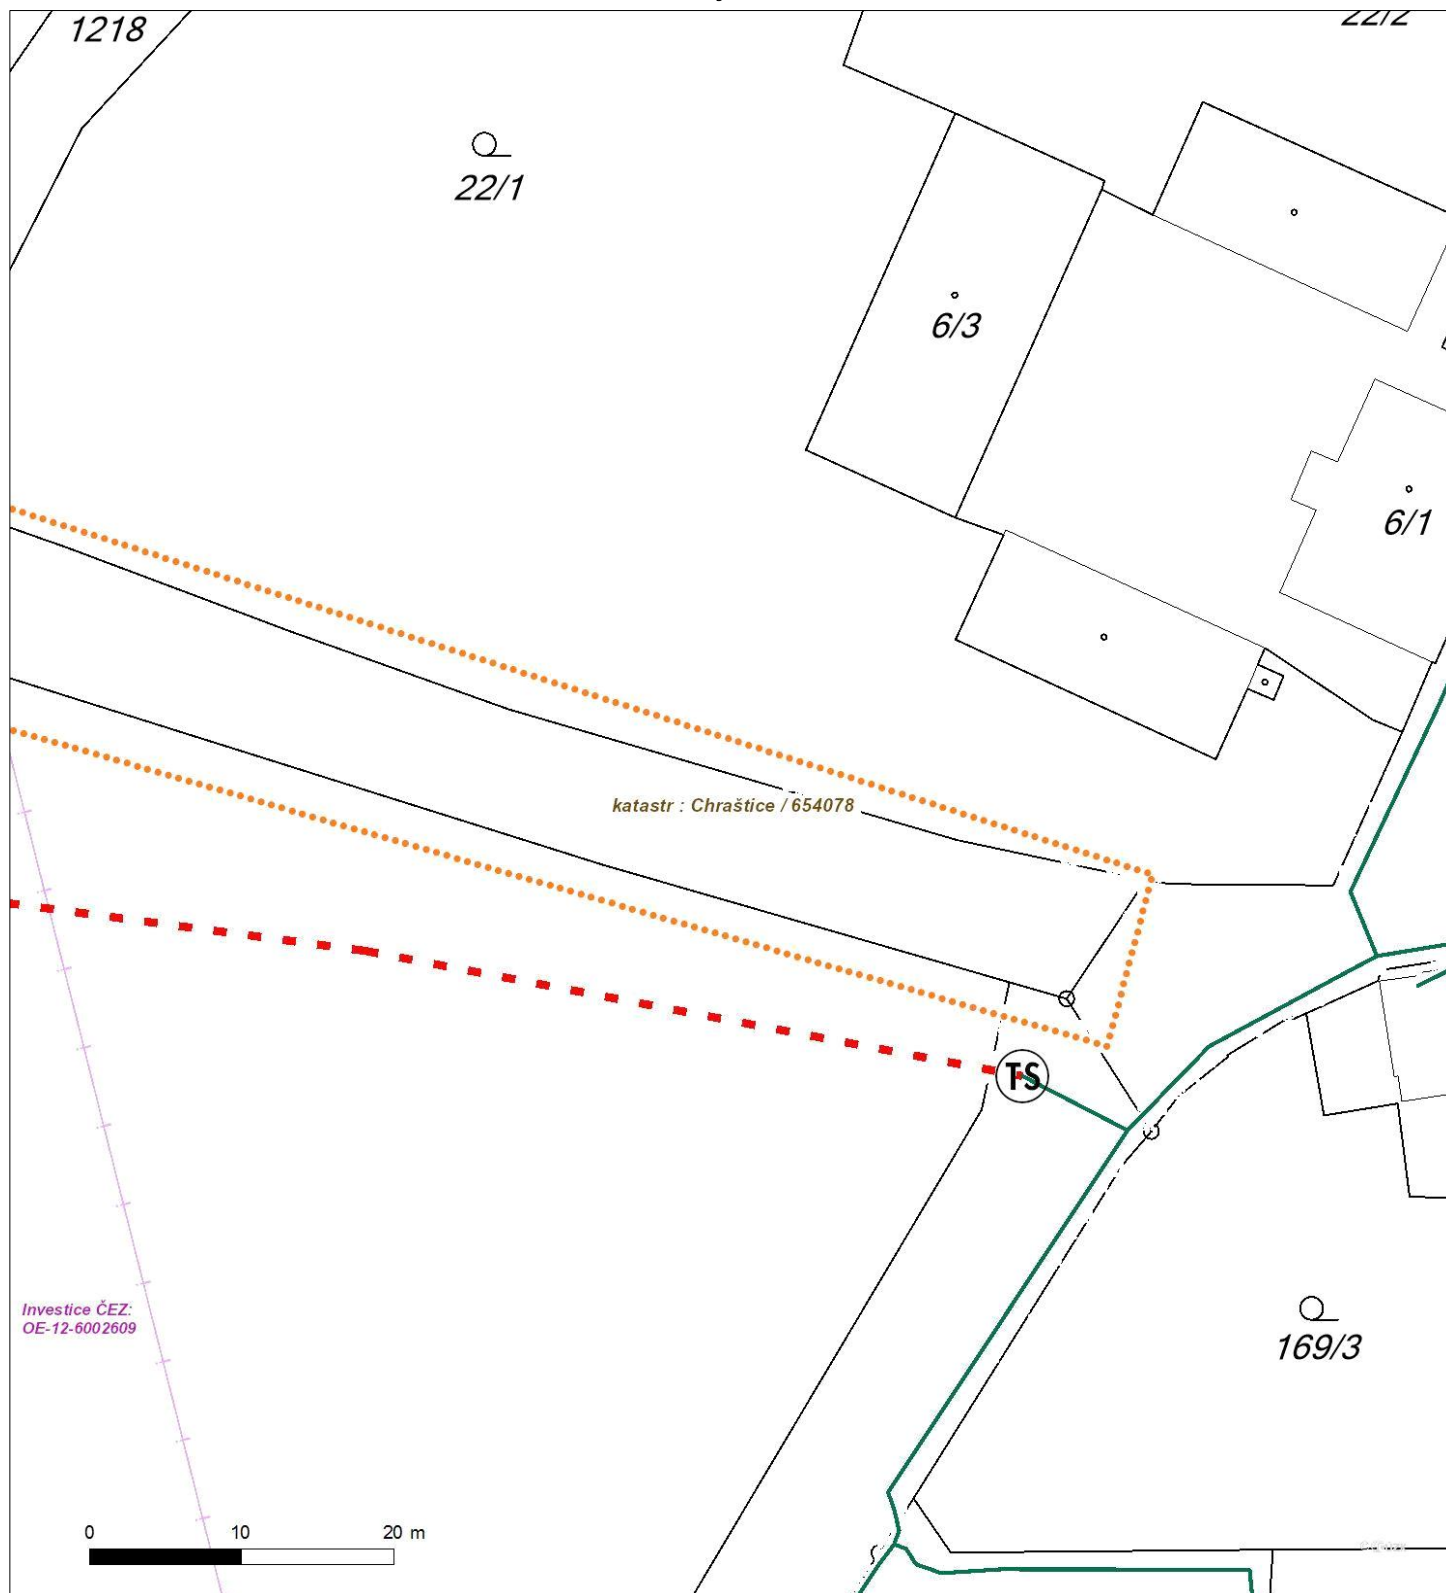 1218
22/2
22/1
6/3
6/1
katastr : Chraštice / 654078
TS
Investice ČEZ:
OE-12-6002609
169/3
0 10 20 m